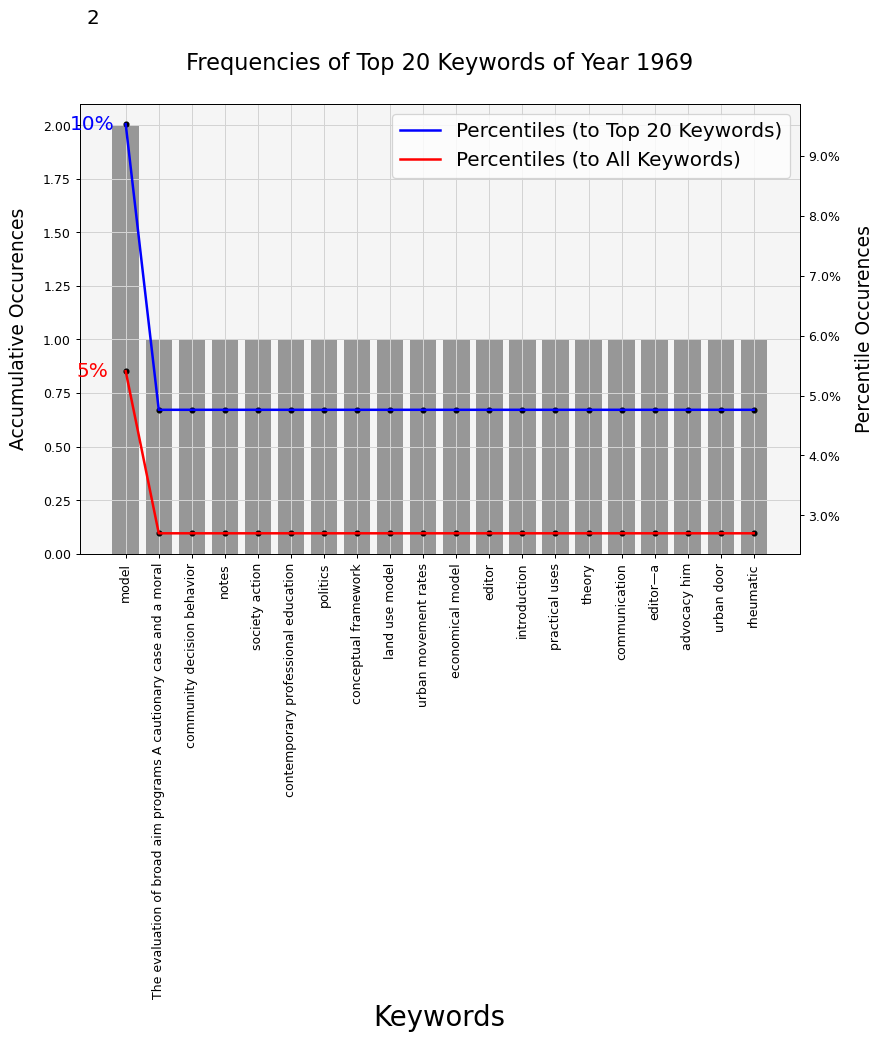 2
Frequencies of Top 20 Keywords of Year 1969
10%
5%
Percentiles (to Top 20 Keywords)
Percentiles (to All Keywords)
Accumulative Occurences
2.00
1.75
1.50
1.25
1.00
0.75
0.50
0.25
0.00
9.0%
8.0%
7.0%
6.0%
5.0%
4.0%
3.0%
Percentile Occurences
model
The evaluation of broad aim programs A cautionary case and a moral
community decision behavior
notes
society action
contemporary professional education
politics
conceptual framework
land use model
urban movement rates
economical model
editor
introduction
practical uses
theory
communication
editor—a
advocacy him
urban door
rheumatic
Keywords